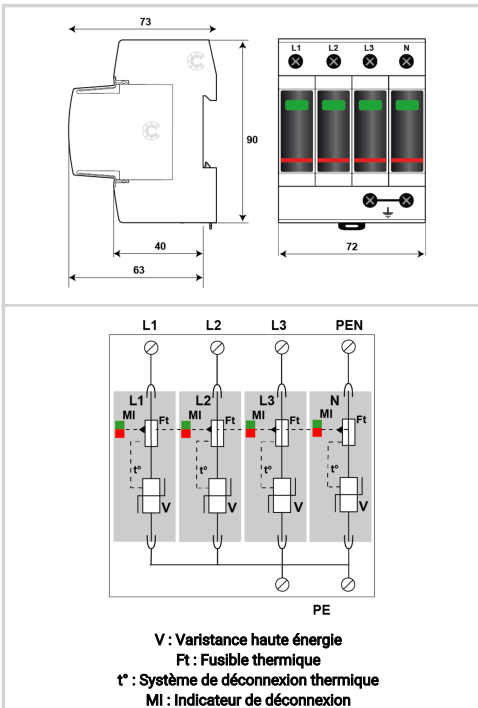 73
L1 L2 L3 N
90
40
63
72
L1 L2 L3 PEN
L1 L2 L3 N
MI MI MI MI
Ft Ft Ft Ft
t° t° t° t°
V V V V
PE
V : Varistance haute énergie
Ft : Fusible thermique
t° : Système de déconnexion thermique
MI : Indicateur de déconnexion